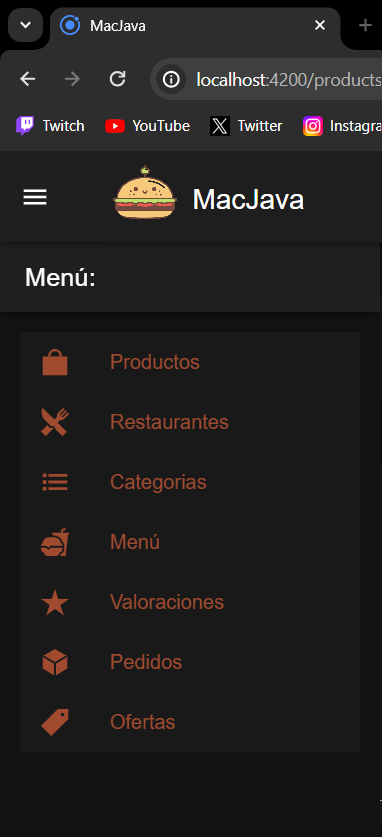 MacJava
localhost:4200/products
Twitch YouTube Twitter Instagra
MacJava
Menú:
Productos
Restaurantes
Categorias
Menú
Valoraciones
Pedidos
Ofertas